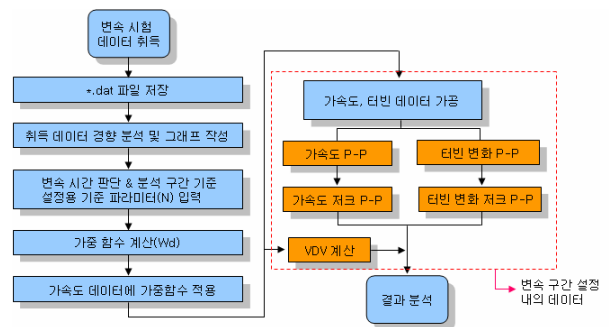 변속 시험
데이터 취득
*.dat 파일 저장
취득 데이터 경향 분석 및 그래프 작성
변속 시간 판단 & 분석 구간 기준
설정용 기준 파라미터(N) 입력
가중 함수 계산(Wd)
가속도 데이터에 가중함수 적용
가속도, 터빈 데이터 가공
가속도 P-P
터빈 변화 P-P
가속도 저크 P-P
터빈 변화 저크 P-P
VDV 계산
결과 분석
변속 구간 설정
내의 데이터